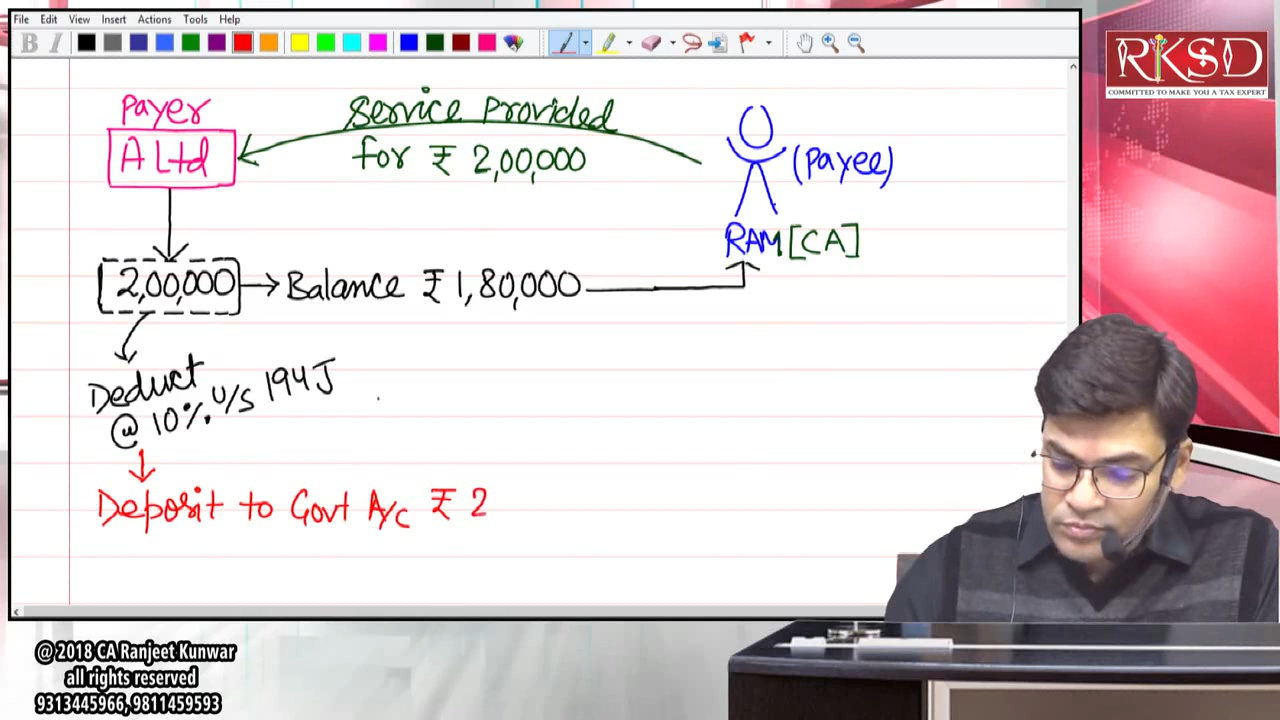 File Edit View Insert Actions Tools Help
B I
RKSD
COMMITTED TO MAKE YOU A TAX EXPERT
Payer
A Ltd
Service Provided
for ₹ 2,00,000
(Payee)
RAM [CA]
2,00,000
Balance ₹ 1,80,000
Deduct
@ 10% u/s 194J
Deposit to Govt A/c ₹ 2
@ 2018 CA Ranjeet Kunwar
all rights reserved
9313445966, 9811459593